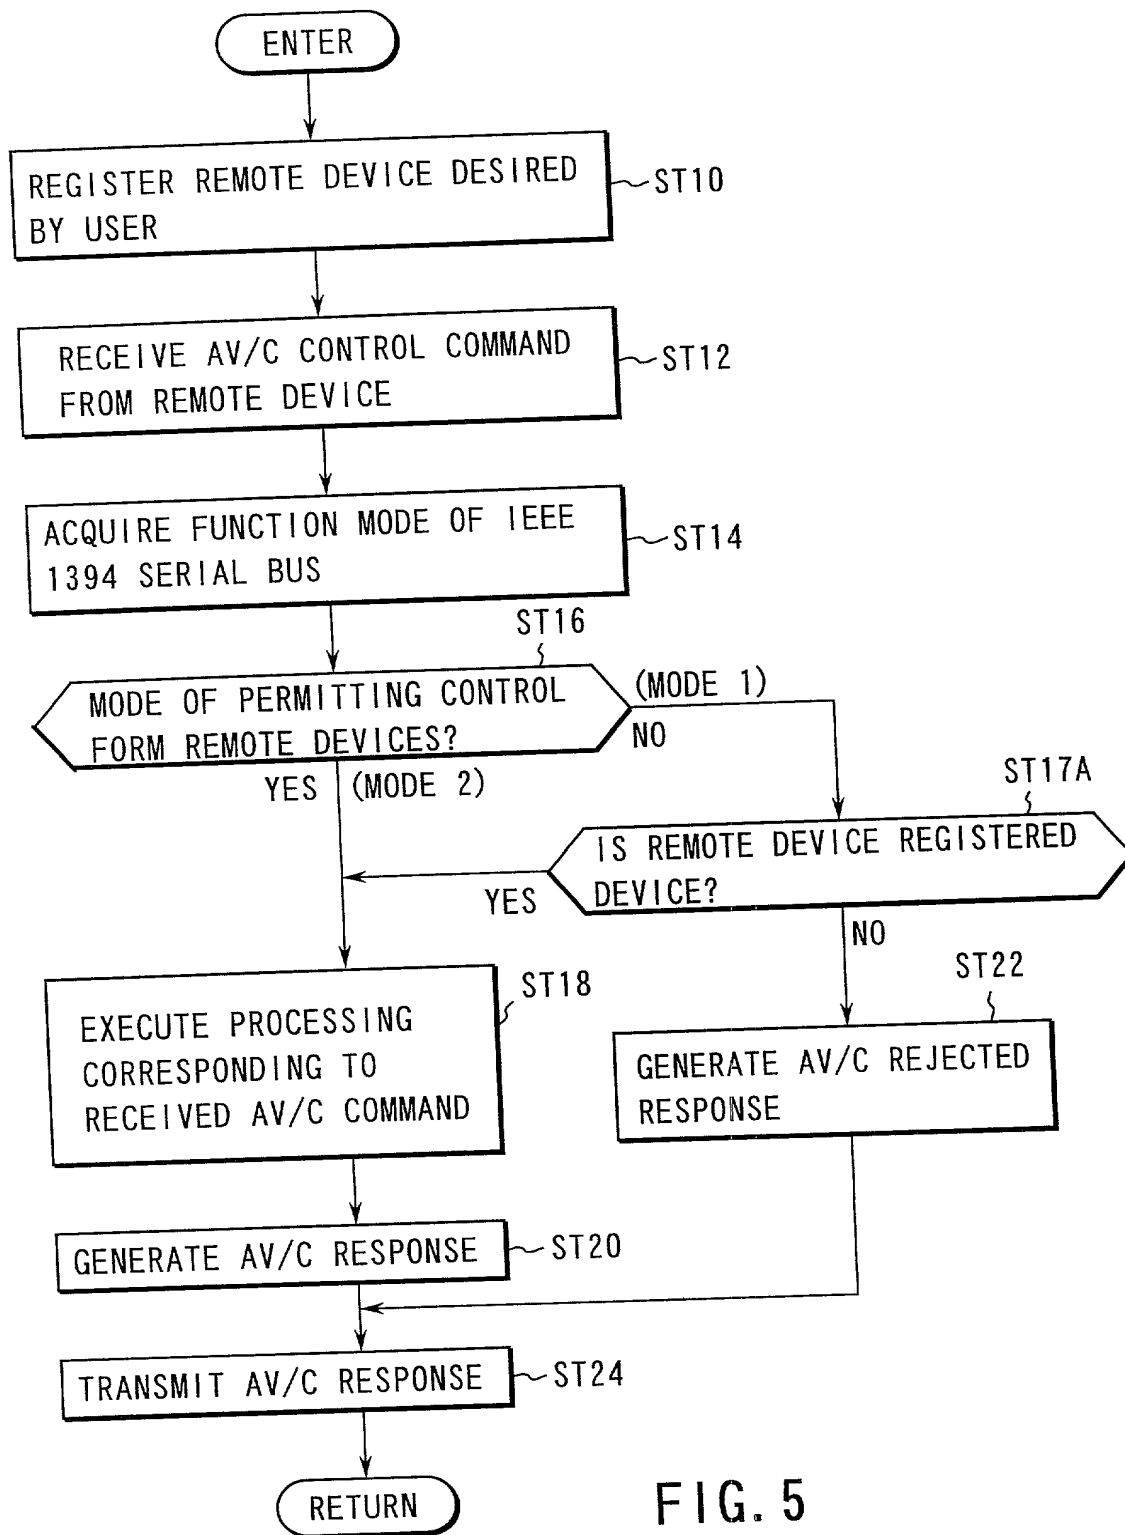 ENTER
REGISTER REMOTE DEVICE DESIRED
BY USER
ST10
RECEIVE AV/C CONTROL COMMAND
FROM REMOTE DEVICE
ST12
ACQUIRE FUNCTION MODE OF IEEE
1394 SERIAL BUS
ST14
ST16
MODE OF PERMITTING CONTROL
FORM REMOTE DEVICES?
(MODE 1)
NO
YES (MODE 2)
ST17A
IS REMOTE DEVICE REGISTERED
DEVICE?
YES
NO
ST18
EXECUTE PROCESSING
CORRESPONDING TO
RECEIVED AV/C COMMAND
ST22
GENERATE AV/C REJECTED
RESPONSE
GENERATE AV/C RESPONSE
ST20
TRANSMIT AV/C RESPONSE
ST24
RETURN
FIG. 5